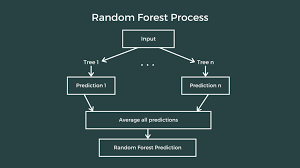 Random Forest Process
Input
Tree 1
Tree n
. . .
Prediction 1
Prediction n
Average all predictions
Random Forest Prediction